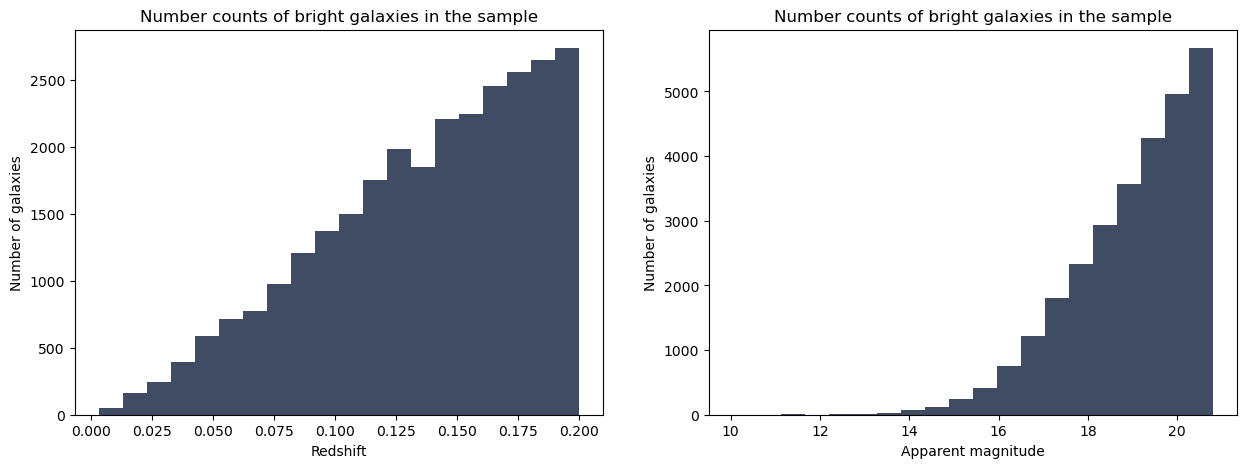 Number counts of bright galaxies in the sample
Number of galaxies
2500
2000
1500
1000
500
0
0.000 0.025 0.050 0.075 0.100 0.125 0.150 0.175 0.200
Redshift
Number counts of bright galaxies in the sample
Number of galaxies
5000
4000
3000
2000
1000
0
10 12 14 16 18 20
Apparent magnitude